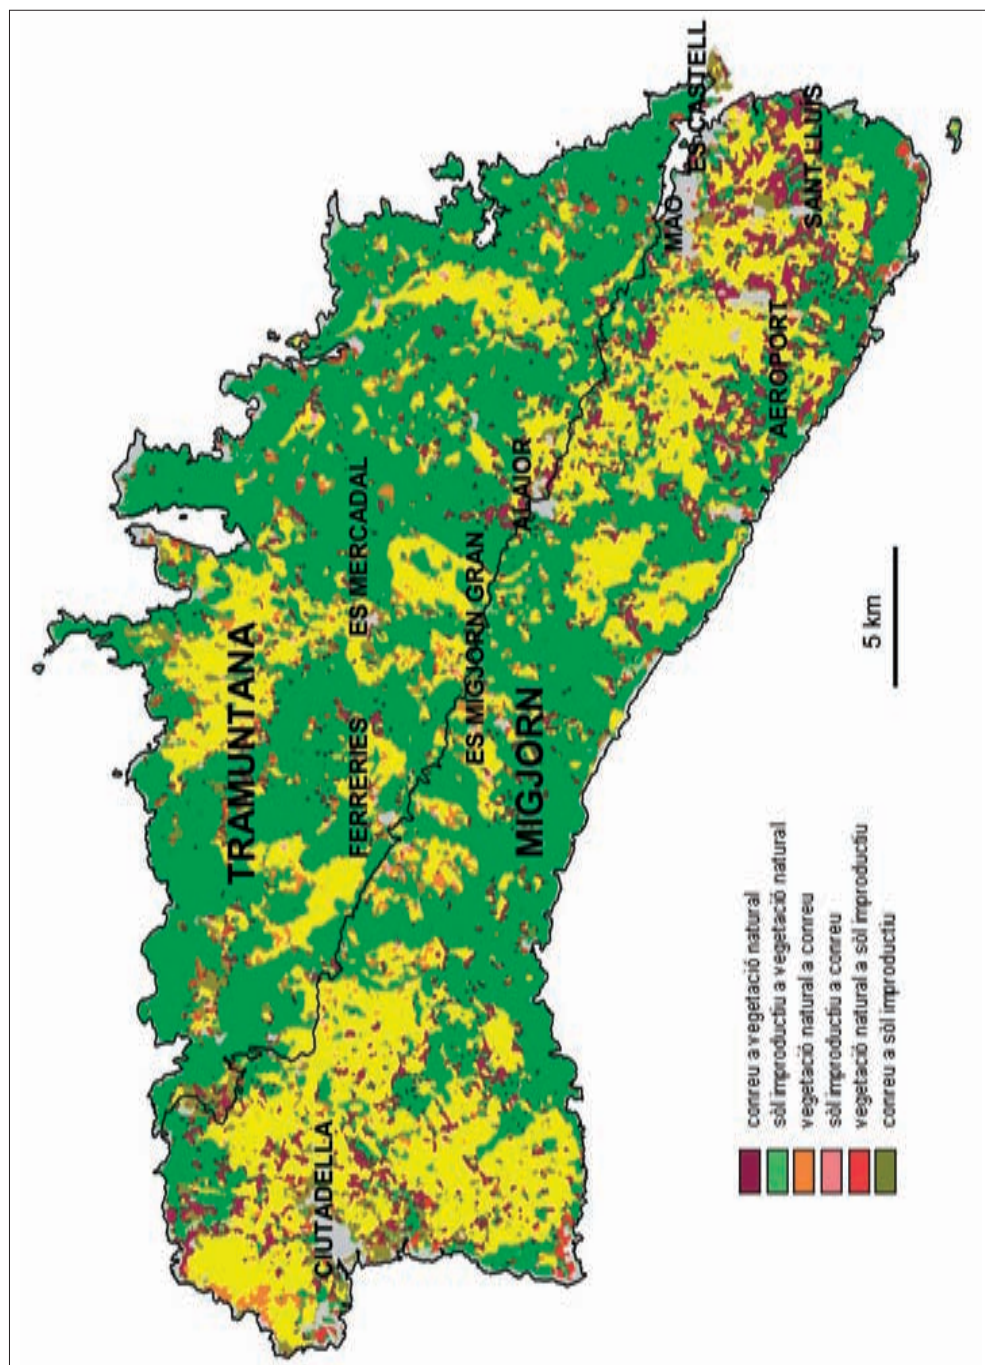 TRAMUNTANA
ES MERCADAL
FERRERIES
CIUTADELLA
ES CASTELL
MAÓ
SANT LLUIS
ALAIOR
AEROPORT
ES MIGJORN GRAN
MIGJORN
5 km
conreu a vegetació natural
sòl improductiu a vegetació natural
vegetació natural a conreu
sòl improductiu a conreu
vegetació natural a sòl improductiu
conreu a sòl improductiu